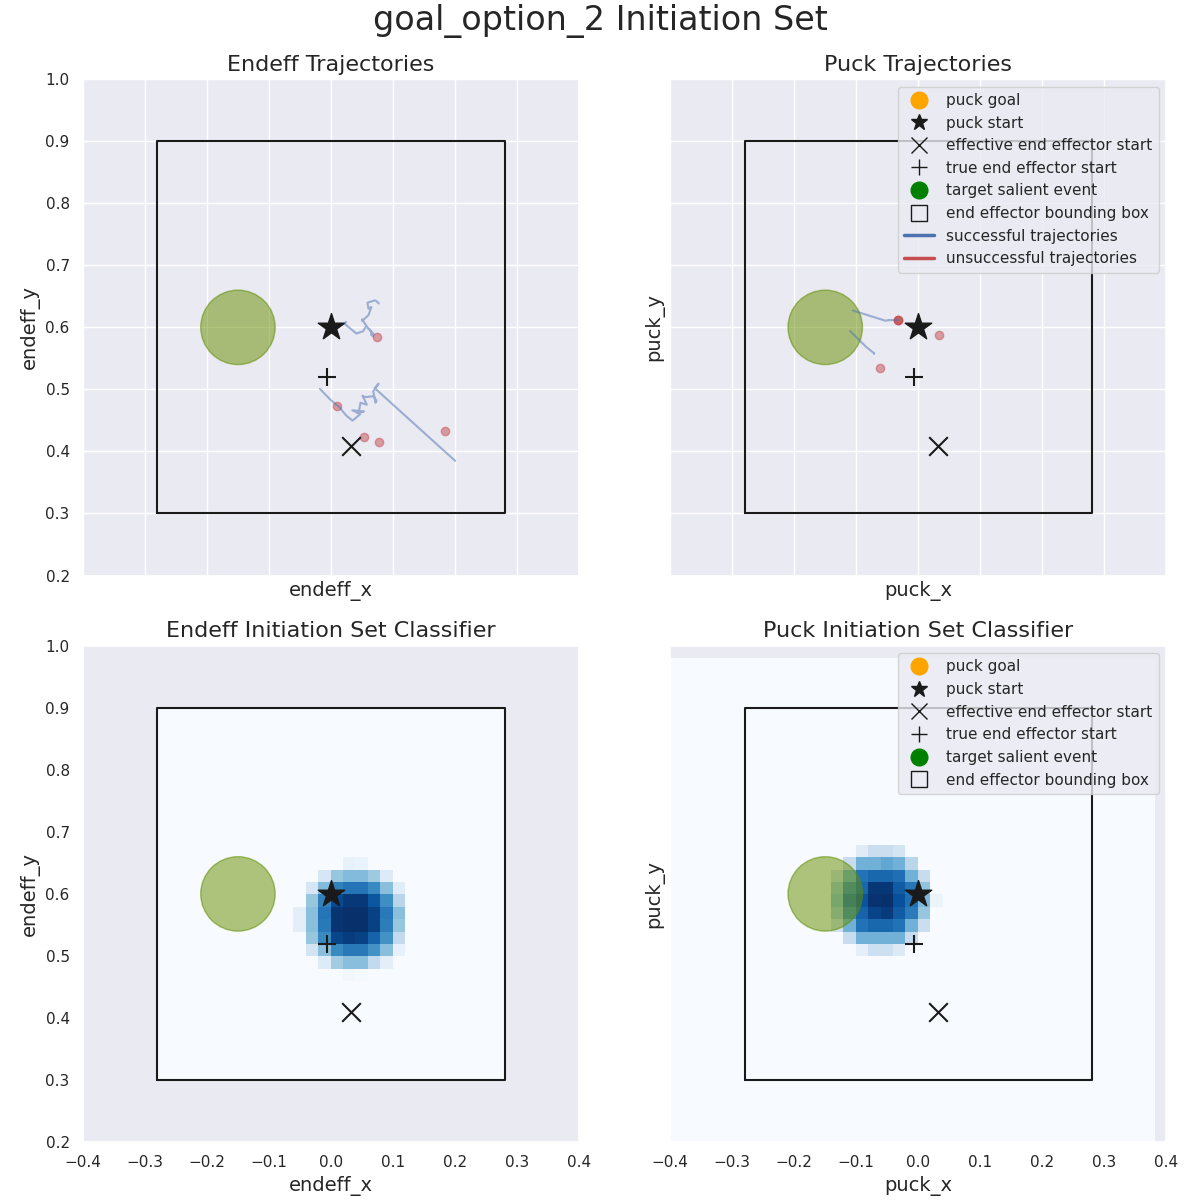 goal_option_2 Initiation Set
Endeff Trajectories
1.0
0.9
0.8
0.7
0.6
0.5
0.4
0.3
0.2
endeff_y
endeff_x
Puck Trajectories
puck goal
puck start
effective end effector start
true end effector start
target salient event
end effector bounding box
successful trajectories
unsuccessful trajectories
puck_y
puck_x
Endeff Initiation Set Classifier
1.0
0.9
0.8
0.7
0.6
0.5
0.4
0.3
0.2
endeff_y
−0.4 −0.3 −0.2 −0.1 0.0 0.1 0.2 0.3 0.4
endeff_x
Puck Initiation Set Classifier
puck goal
puck start
effective end effector start
true end effector start
target salient event
end effector bounding box
puck_y
−0.4 −0.3 −0.2 −0.1 0.0 0.1 0.2 0.3 0.4
puck_x